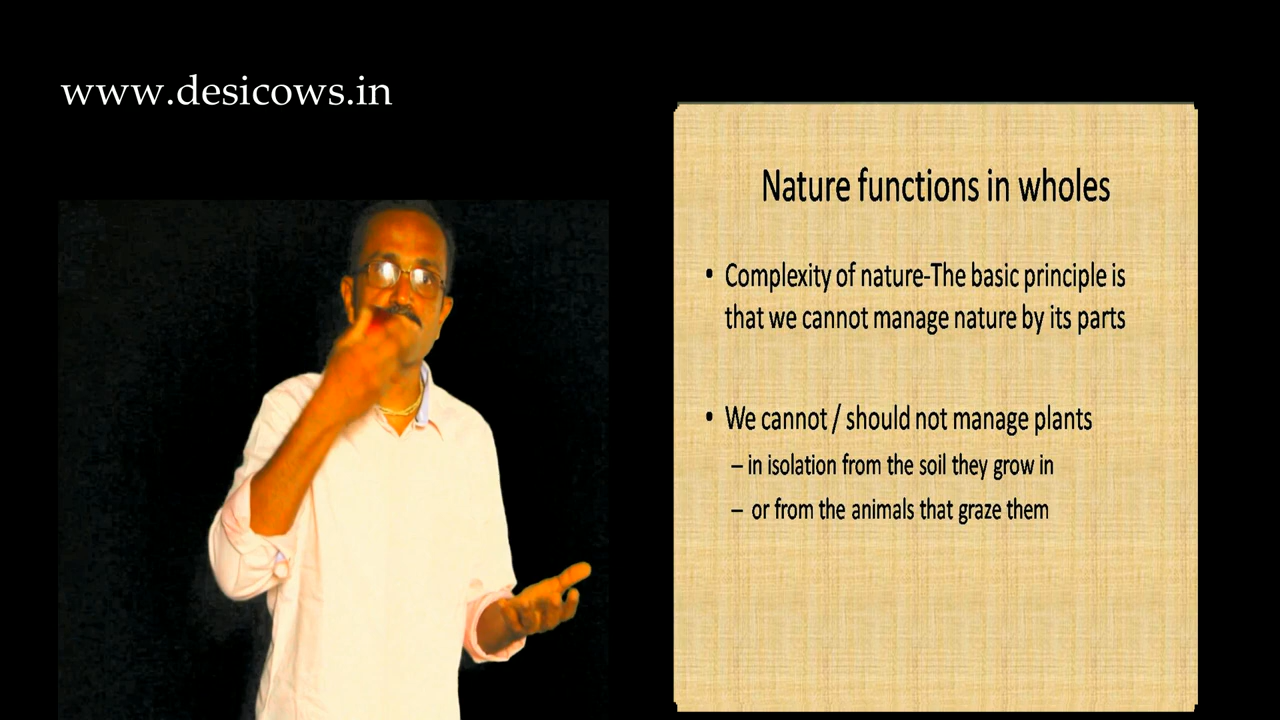 www.desicows.in
Nature functions in wholes
• Complexity of nature-The basic principle is
that we cannot manage nature by its parts
• We cannot / should not manage plants
– in isolation from the soil they grow in
– or from the animals that graze them